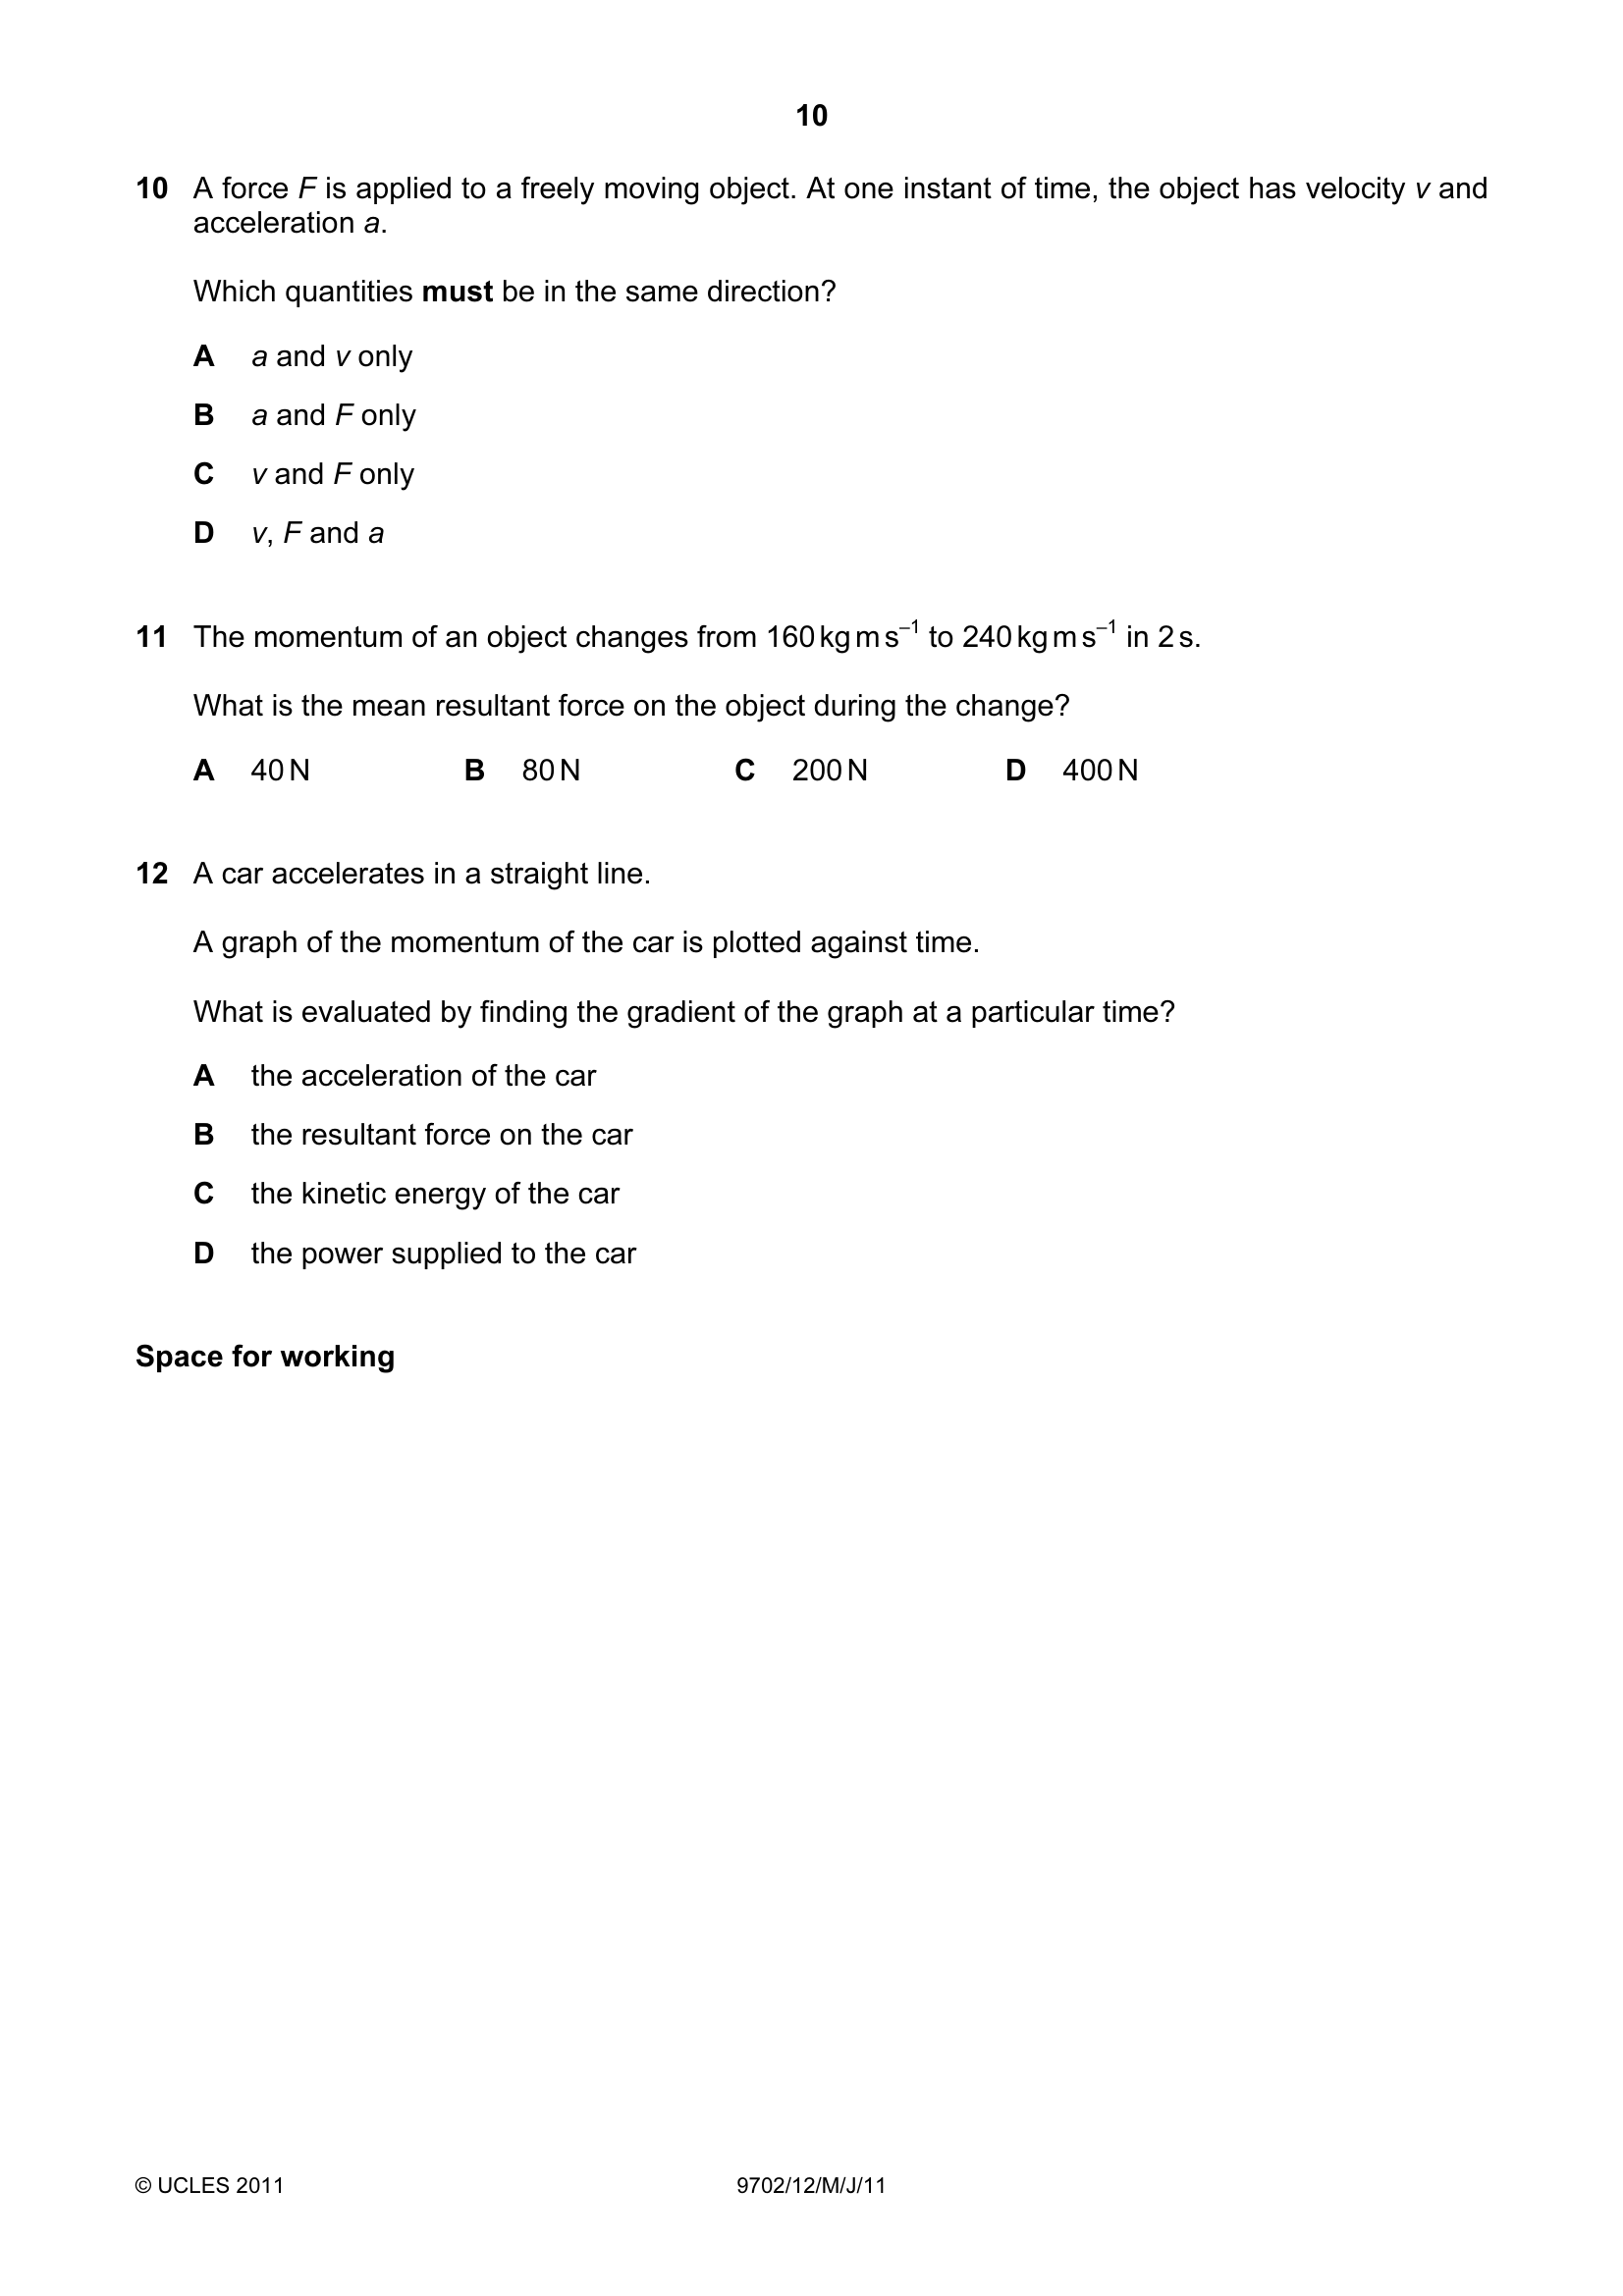 10
10 A force F is applied to a freely moving object. At one instant of time, the object has velocity v and
acceleration a.
Which quantities must be in the same direction?
A a and v only
B a and F only
C v and F only
D v, F and a
11 The momentum of an object changes from 160 kg m s⁻¹ to 240 kg m s⁻¹ in 2 s.
What is the mean resultant force on the object during the change?
A 40 N B 80 N C 200 N D 400 N
12 A car accelerates in a straight line.
A graph of the momentum of the car is plotted against time.
What is evaluated by finding the gradient of the graph at a particular time?
A the acceleration of the car
B the resultant force on the car
C the kinetic energy of the car
D the power supplied to the car
Space for working
© UCLES 2011 9702/12/M/J/11